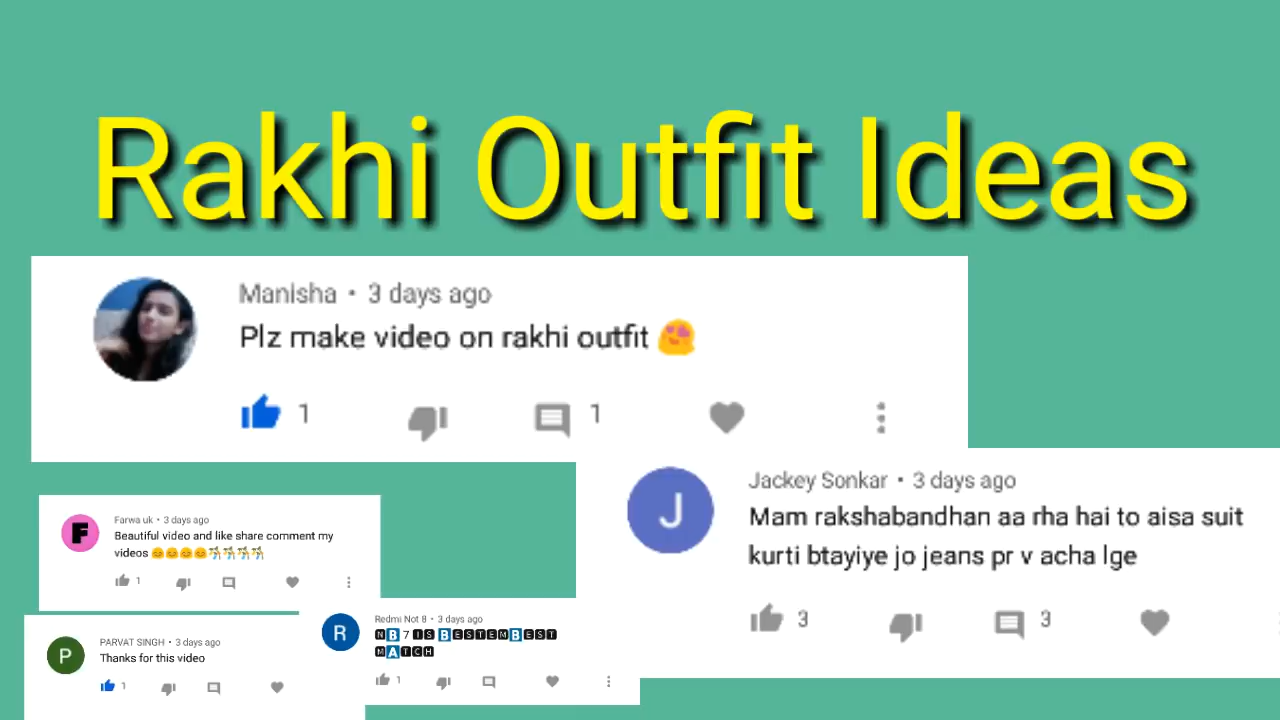 Rakhi Outfit Ideas
Manisha • 3 days ago
Plz make video on rakhi outfit 😍
1
1
J
Jackey Sonkar • 3 days ago
Mam rakshabandhan aa rha hai to aisa suit
kurti btayiye jo jeans pr v acha lge
3
3
F
Farwa uk • 3 days ago
Beautiful video and like share comment my
videos
1
P
PARVAT SINGH • 3 days ago
Thanks for this video
1
R
Redmi Not 8 • 3 days ago
🅽🅱7 🅸🆂 🅱🅴🆂🆃🅴🅼🅱🅴🆂🆃
🅼🅰🆃🅲🅷
1